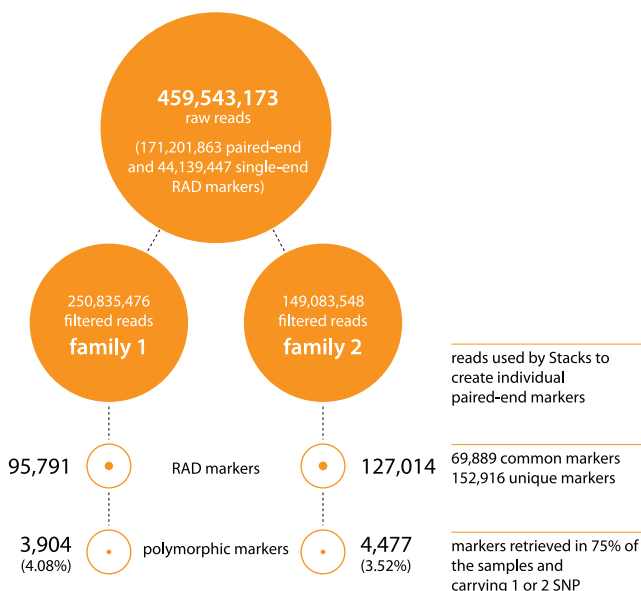 459,543,173
raw reads
(171,201,863 paired-end
and 44,139,447 single-end
RAD markers)
250,835,476
filtered reads
family 1
149,083,548
filtered reads
family 2
reads used by Stacks to
create individual
paired-end markers
95,791
RAD markers
127,014
69,889 common markers
152,916 unique markers
3,904
(4.08%)
polymorphic markers
4,477
(3.52%)
markers retrieved in 75% of
the samples and
carrying 1 or 2 SNP